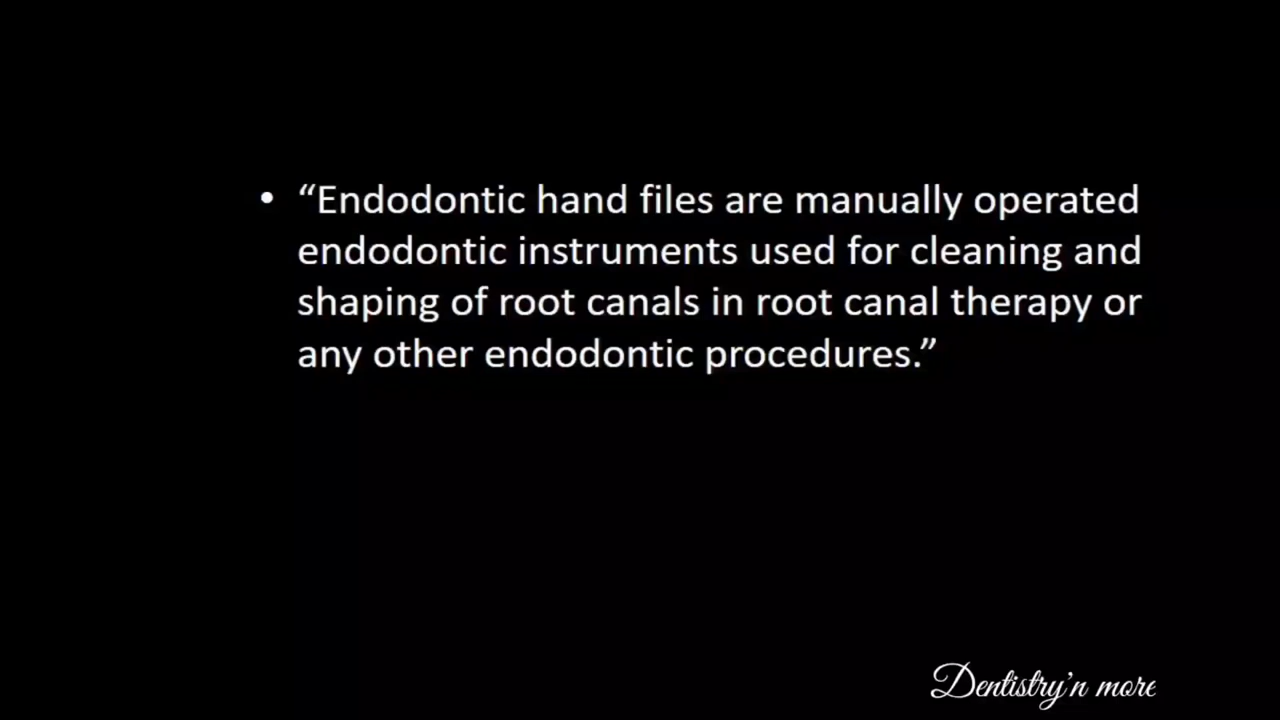 • “Endodontic hand files are manually operated
endodontic instruments used for cleaning and
shaping of root canals in root canal therapy or
any other endodontic procedures.”
Dentistry'n more